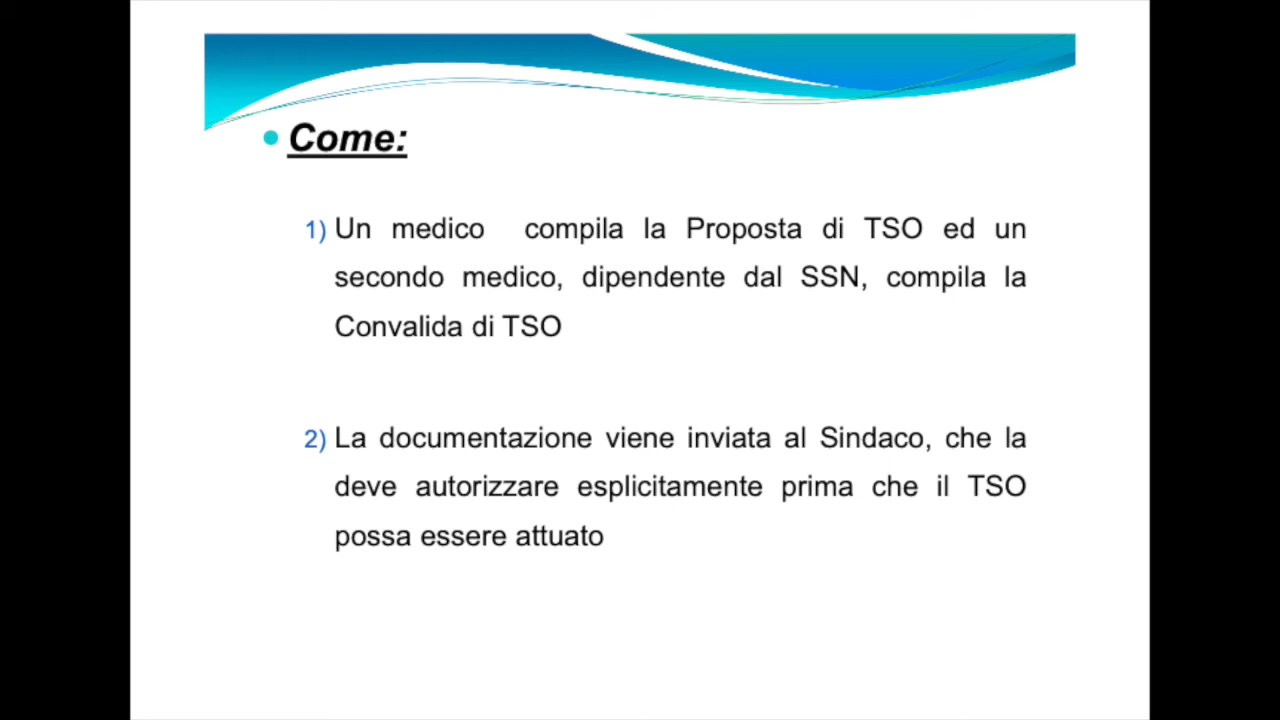 Come:
1) Un medico compila la Proposta di TSO ed un
secondo medico, dipendente dal SSN, compila la
Convalida di TSO
2) La documentazione viene inviata al Sindaco, che la
deve autorizzare esplicitamente prima che il TSO
possa essere attuato